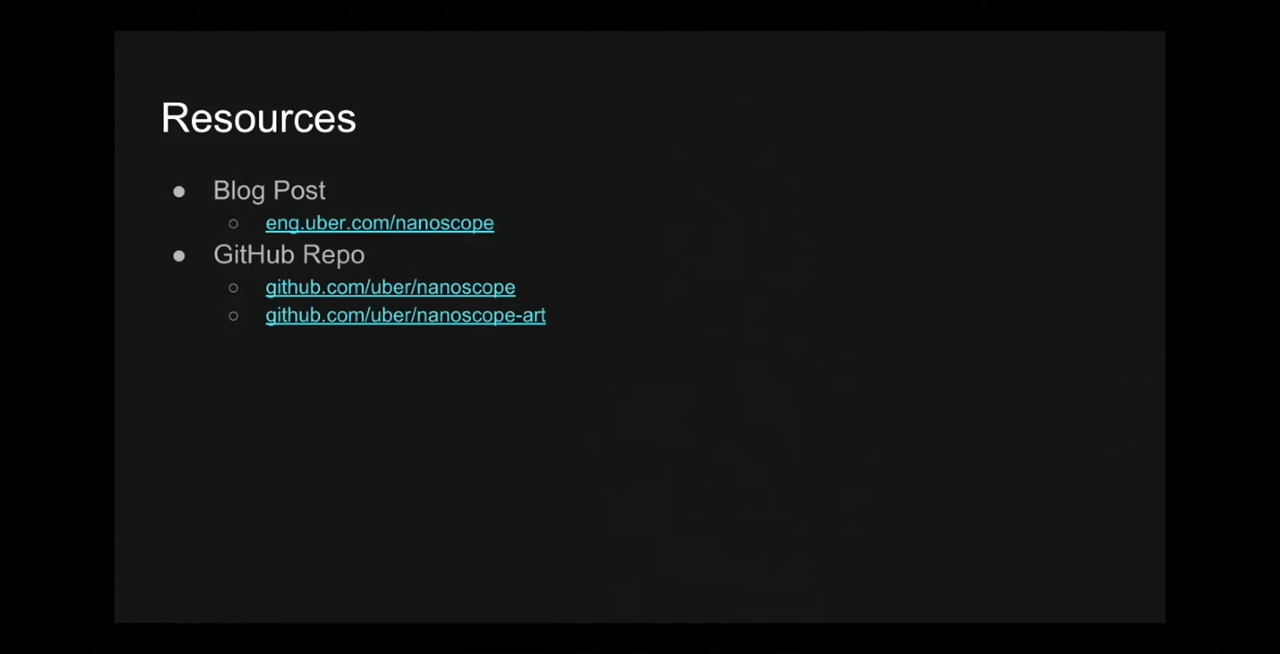 Resources
● Blog Post
○ eng.uber.com/nanoscope
● GitHub Repo
○ github.com/uber/nanoscope
○ github.com/uber/nanoscope-art